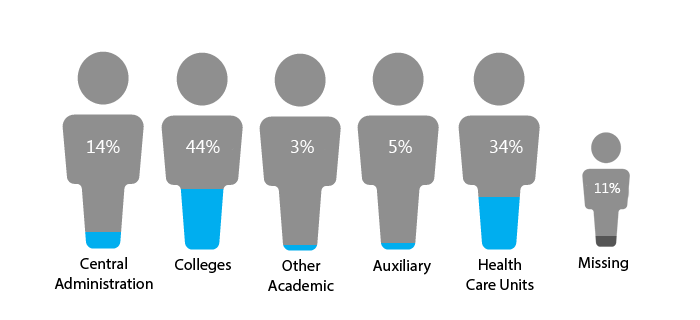 14%
44%
3%
5%
34%
11%
Central
Administration
Colleges
Other
Academic
Auxiliary
Health
Care Units
Missing